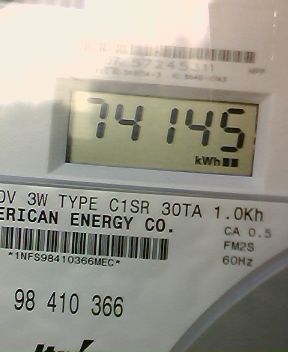 74145
kWh
0V 3W TYPE C1SR 30TA 1.0Kh
ERICAN ENERGY CO.
CA 0.5
FM2S
60Hz
*1NFS98410366MEC*
98 410 366